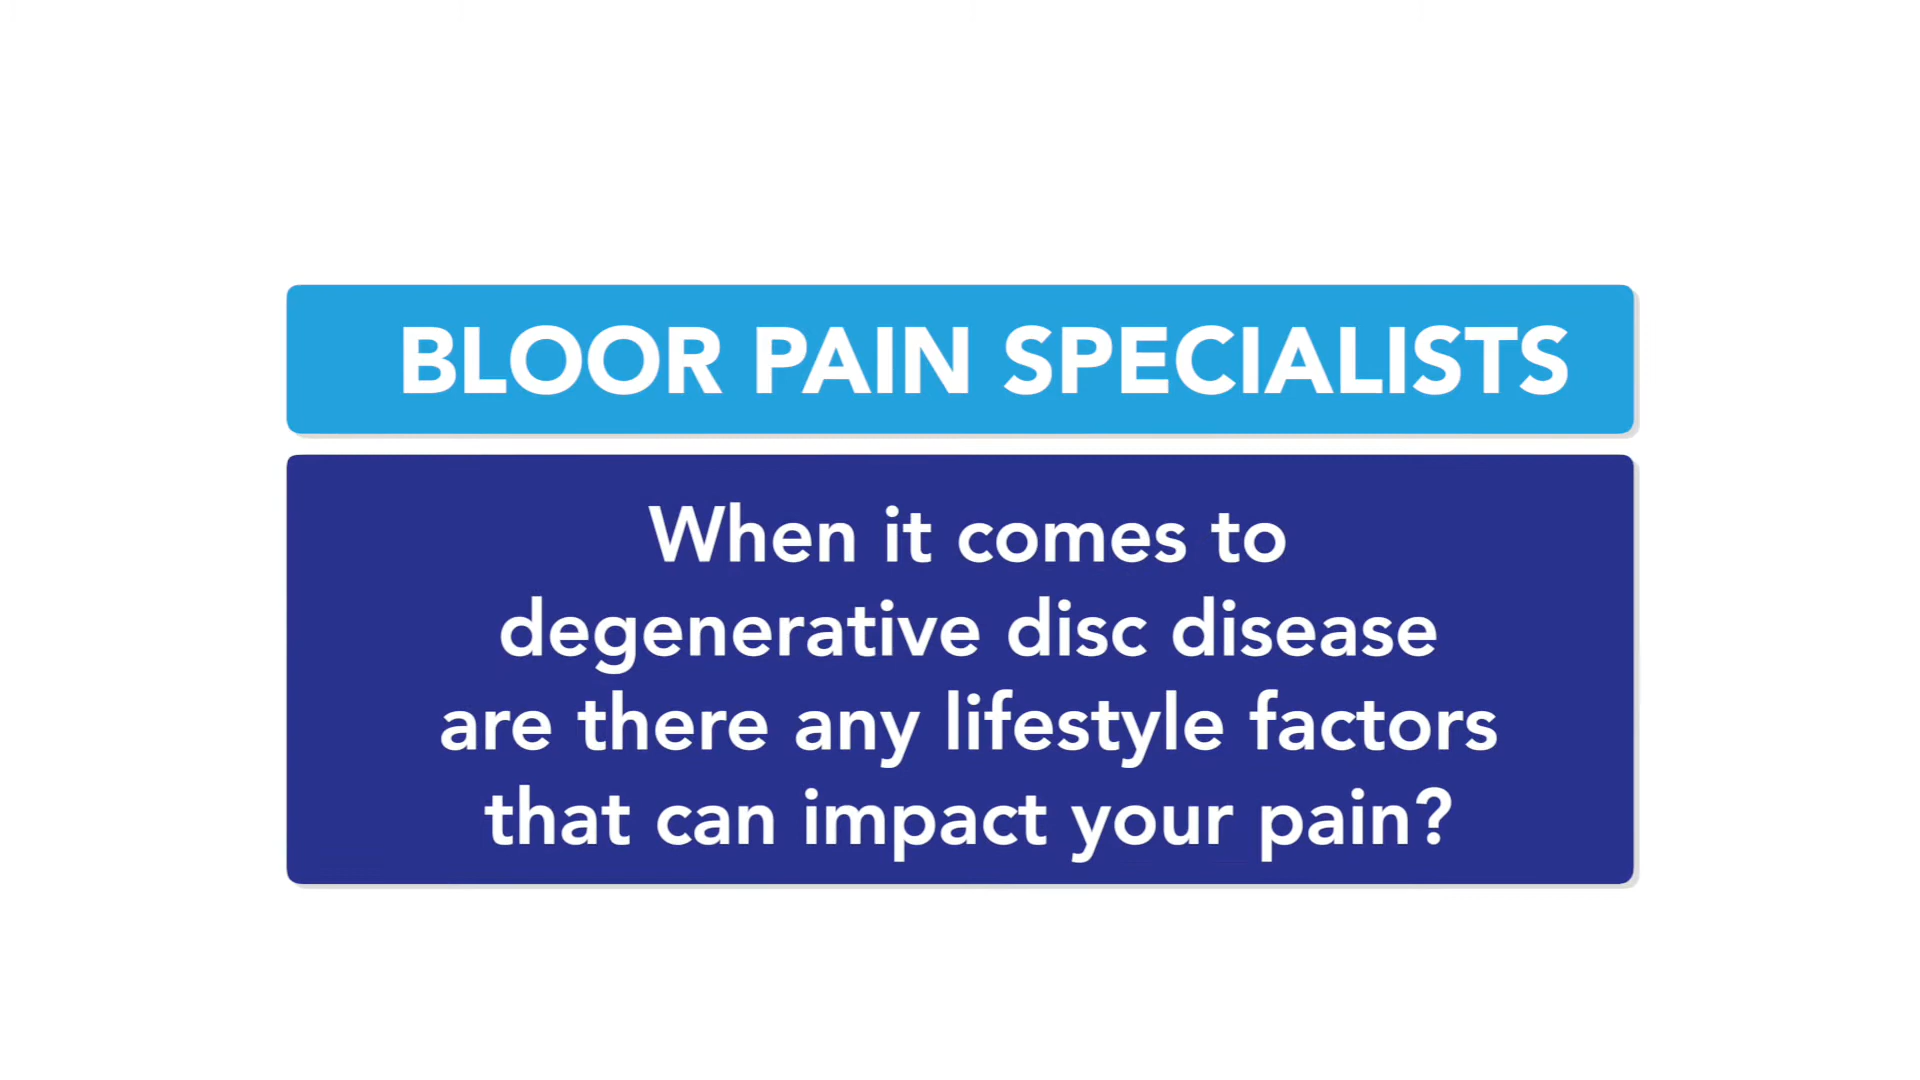 BLOOR PAIN SPECIALISTS
When it comes to
degenerative disc disease
are there any lifestyle factors
that can impact your pain?